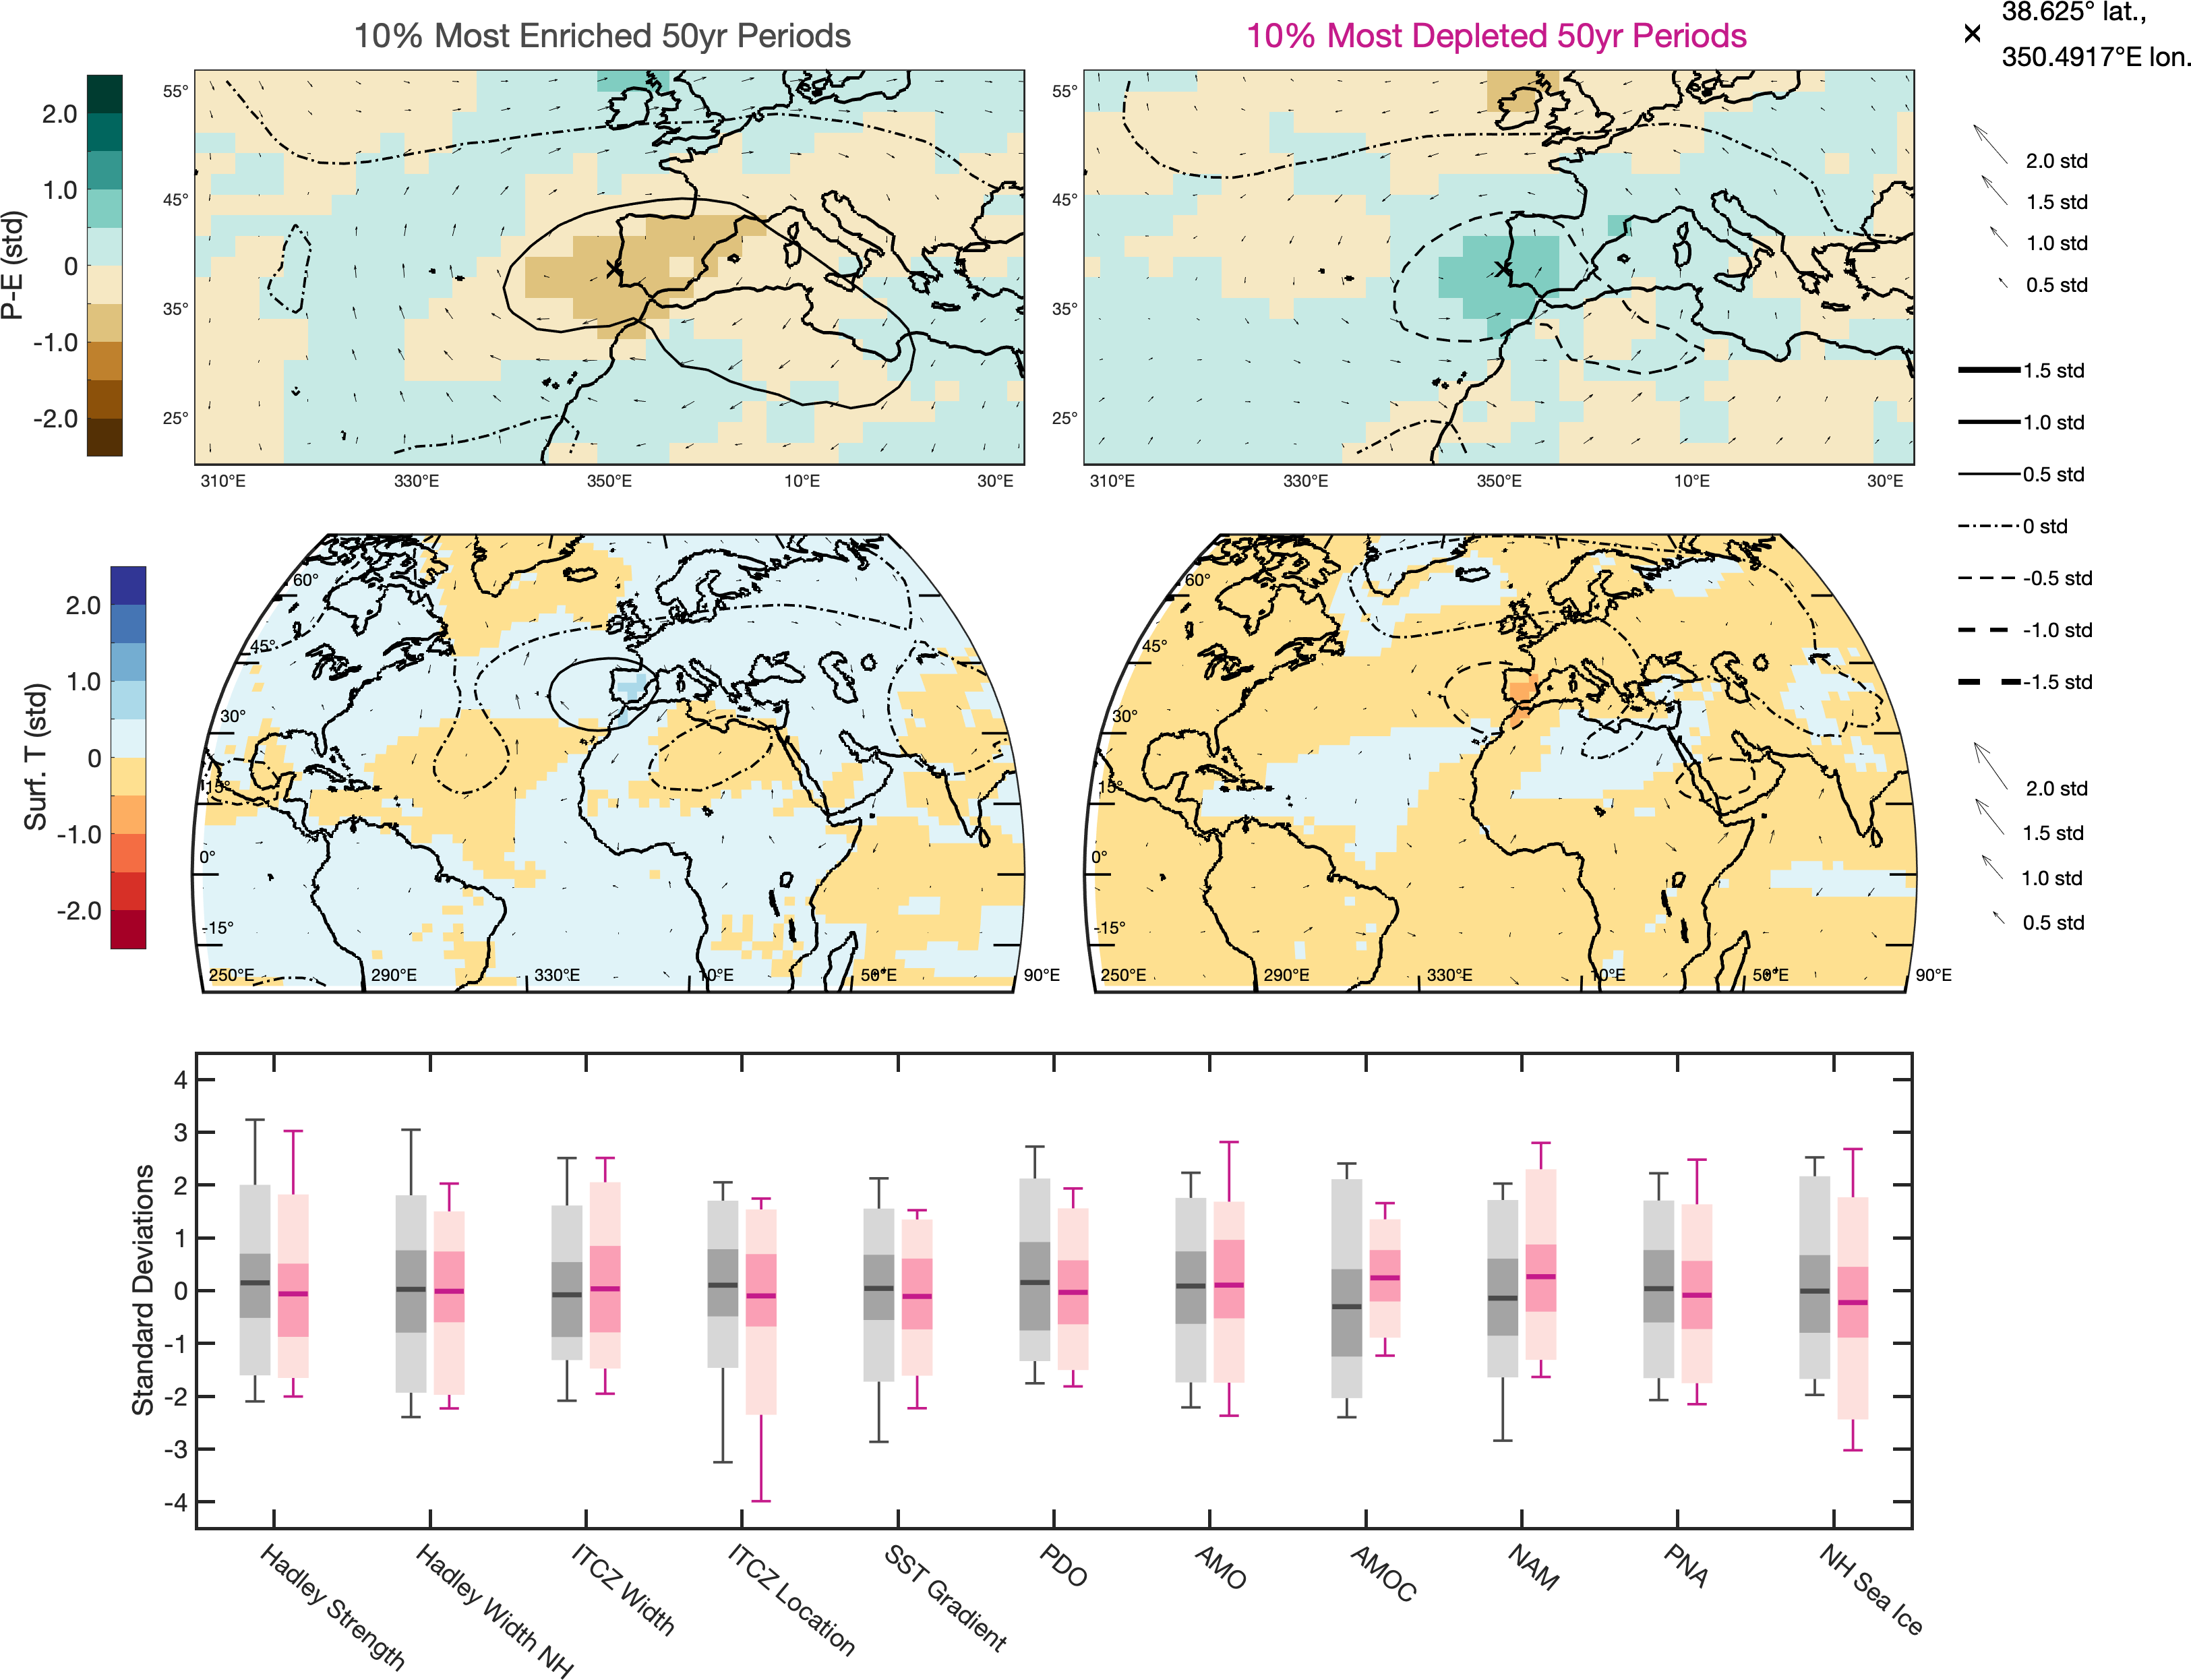 10% Most Enriched 50yr Periods
10% Most Depleted 50yr Periods
38.625° lat.,
350.4917°E lon.
P-E (std)
2.0
1.0
0
-1.0
-2.0
55°
45°
35°
25°
310°E
330°E
350°E
10°E
30°E
55°
45°
35°
25°
310°E
330°E
350°E
10°E
30°E
2.0 std
1.5 std
1.0 std
0.5 std
1.5 std
1.0 std
0.5 std
0 std
-0.5 std
-1.0 std
-1.5 std
Surf. T (std)
2.0
1.0
0
-1.0
-2.0
60°
45°
30°
15°
0°
-15°
250°E
290°E
330°E
10°E
50°E
90°E
60°
45°
30°
15°
0°
-15°
250°E
290°E
330°E
10°E
50°E
90°E
2.0 std
1.5 std
1.0 std
0.5 std
Standard Deviations
4
3
2
1
0
-1
-2
-3
-4
Hadley Strength
Hadley Width NH
ITCZ Width
ITCZ Location
SST Gradient
PDO
AMO
AMOC
NAM
PNA
NH Sea Ice